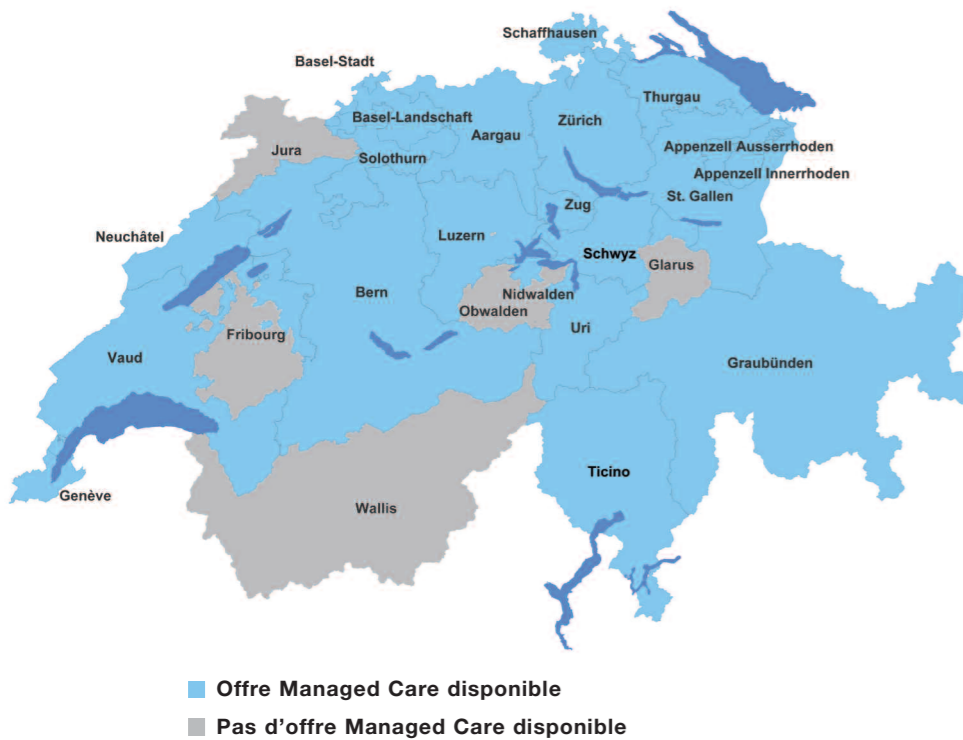 Schaffhausen
Basel-Stadt
Thurgau
Basel-Landschaft
Zürich
Aargau
Appenzell Ausserrhoden
Jura
Solothurn
Appenzell Innerrhoden
St. Gallen
Zug
Neuchâtel
Luzern
Schwyz
Glarus
Bern
Nidwalden
Obwalden
Uri
Fribourg
Vaud
Graubünden
Ticino
Genève
Wallis
Offre Managed Care disponible
Pas d'offre Managed Care disponible